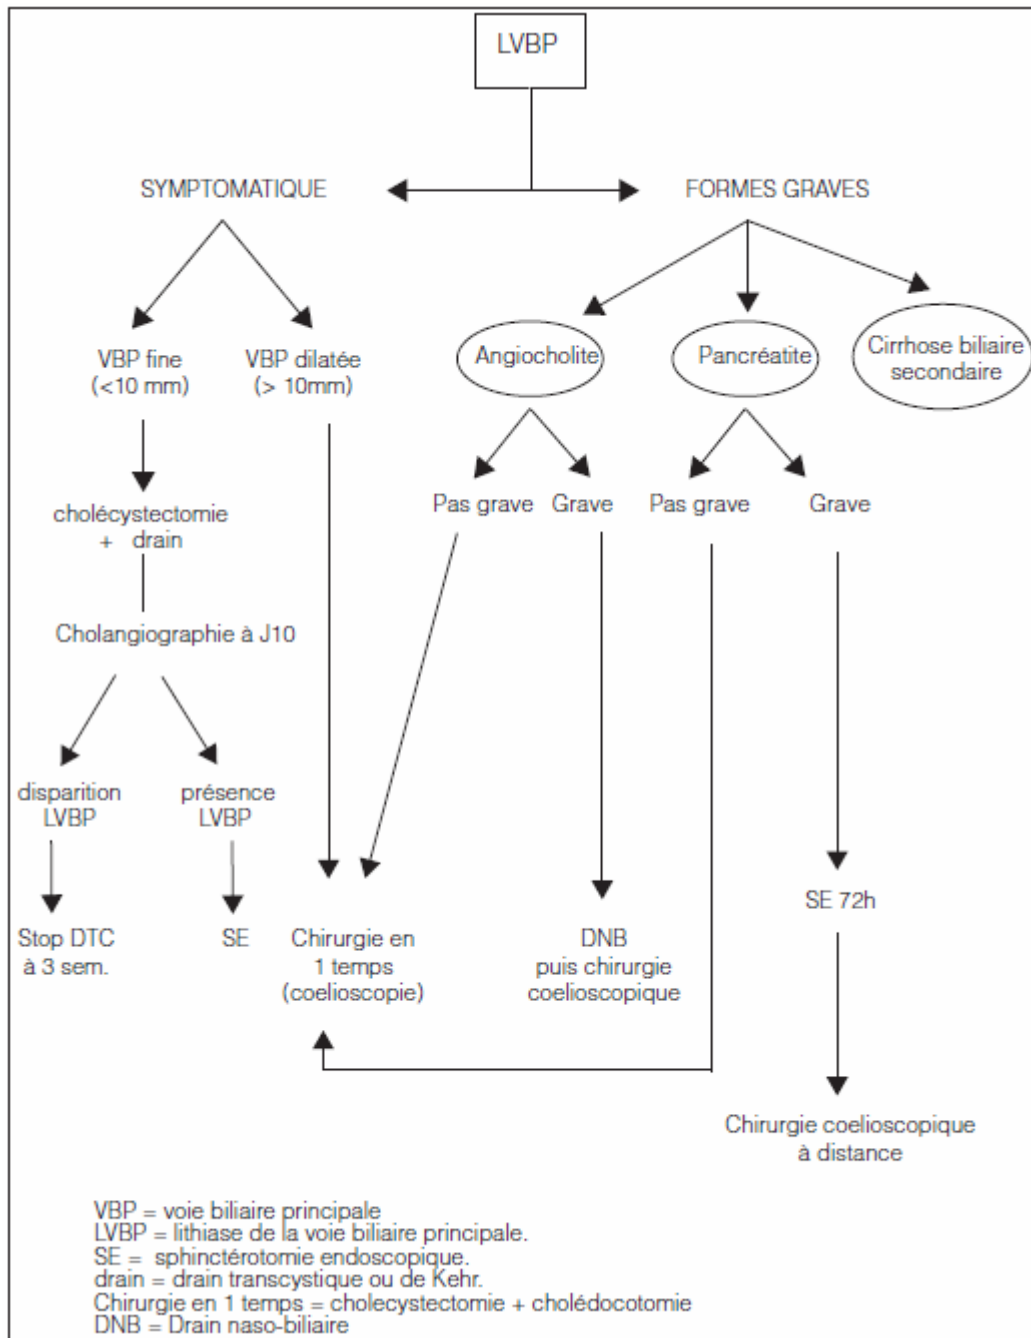 LVBP
SYMPTOMATIQUE
FORMES GRAVES
VBP fine
(<10 mm)
VBP dilatée
(> 10mm)
Angiocholite
Pancréatite
Cirrhose biliaire
secondaire
Pas grave
Grave
Pas grave
Grave
cholécystectomie
+ drain
Cholangiographie à J10
disparition
LVBP
présence
LVBP
Stop DTC
à 3 sem.
SE
Chirurgie en
1 temps
(coelioscopie)
DNB
puis chirurgie
coelioscopique
SE 72h
Chirurgie coelioscopique
à distance
VBP = voie biliaire principale
LVBP = lithiase de la voie biliaire principale.
SE = sphinctérotomie endoscopique.
drain = drain transcystique ou de Kehr.
Chirurgie en 1 temps = cholecystectomie + cholédocotomie
DNB = Drain naso-biliaire